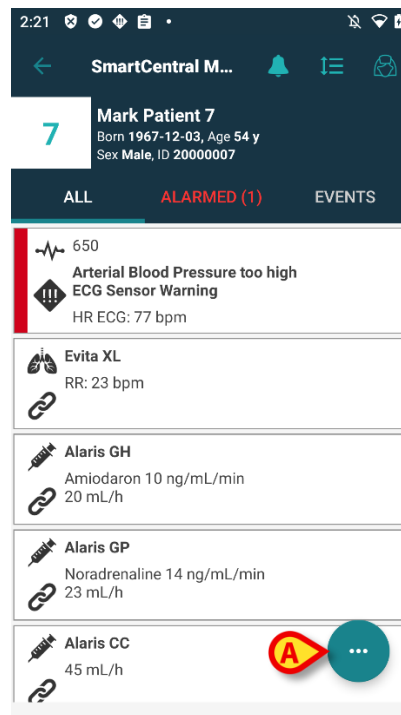 2:21
SmartCentral M...
7
Mark Patient 7
Born 1967-12-03, Age 54 y
Sex Male, ID 20000007
ALL ALARMED (1) EVENTS
650
Arterial Blood Pressure too high
!!! ECG Sensor Warning
HR ECG: 77 bpm
Evita XL
RR: 23 bpm
Alaris GH
Amiodaron 10 ng/mL/min
20 mL/h
Alaris GP
Noradrenaline 14 ng/mL/min
23 mL/h
Alaris CC
45 mL/h
A